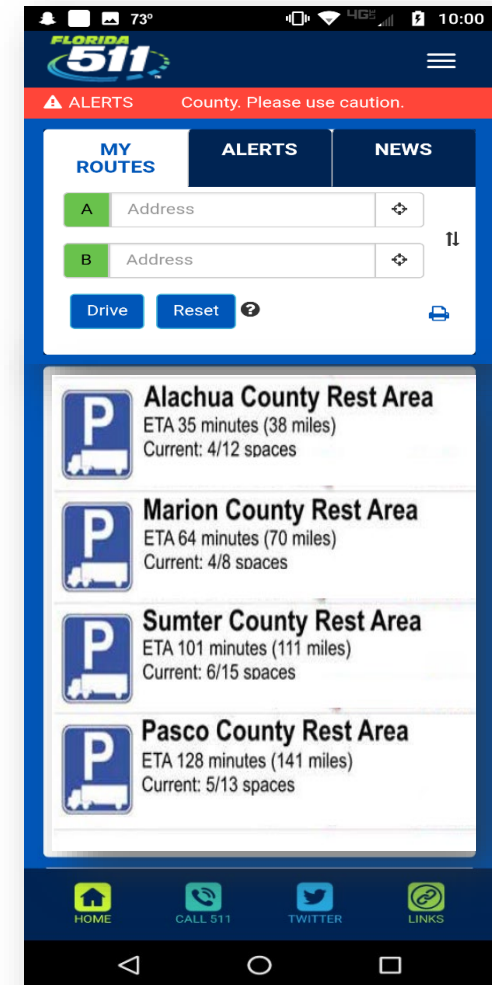 73°
4G
10:00
FLORIDA
511
ALERTS County. Please use caution.
MY ROUTES
ALERTS
NEWS
A Address
B Address
Drive Reset ?
P
Alachua County Rest Area
ETA 35 minutes (38 miles)
Current: 4/12 spaces
P
Marion County Rest Area
ETA 64 minutes (70 miles)
Current: 4/8 spaces
P
Sumter County Rest Area
ETA 101 minutes (111 miles)
Current: 6/15 spaces
P
Pasco County Rest Area
ETA 128 minutes (141 miles)
Current: 5/13 spaces
HOME CALL 511 TWITTER LINKS